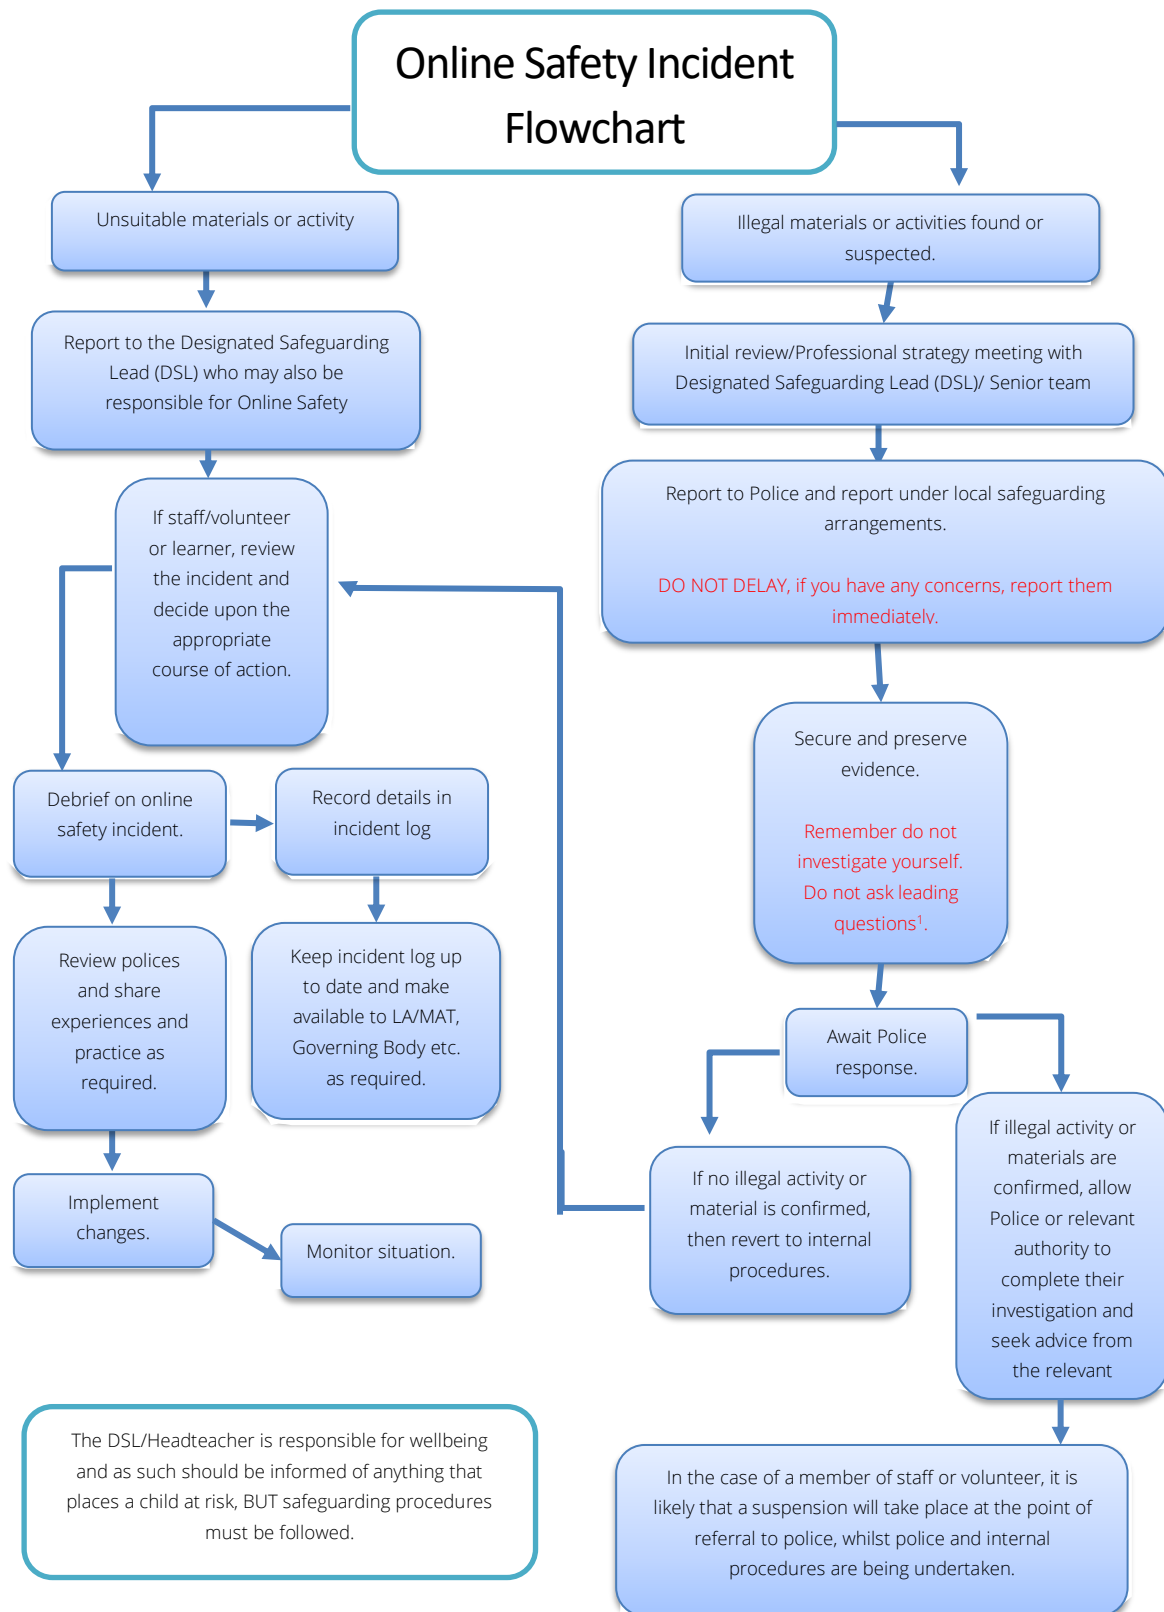 Online Safety Incident
Flowchart
Unsuitable materials or activity
Report to the Designated Safeguarding
Lead (DSL) who may also be
responsible for Online Safety
If staff/volunteer
or learner, review
the incident and
decide upon the
appropriate
course of action.
Debrief on online
safety incident.
Record details in
incident log
Review polices
and share
experiences and
practice as
required.
Keep incident log up
to date and make
available to LA/MAT,
Governing Body etc.
as required.
Implement
changes.
Monitor situation.
Illegal materials or activities found or
suspected.
Initial review/Professional strategy meeting with
Designated Safeguarding Lead (DSL)/ Senior team
Report to Police and report under local safeguarding
arrangements.
DO NOT DELAY, if you have any concerns, report them
immediately.
Secure and preserve
evidence.
Remember do not
investigate yourself.
Do not ask leading
questions¹.
Await Police
response.
If no illegal activity or
material is confirmed,
then revert to internal
procedures.
If illegal activity or
materials are
confirmed, allow
Police or relevant
authority to
complete their
investigation and
seek advice from
the relevant
In the case of a member of staff or volunteer, it is
likely that a suspension will take place at the point of
referral to police, whilst police and internal
procedures are being undertaken.
The DSL/Headteacher is responsible for wellbeing
and as such should be informed of anything that
places a child at risk, BUT safeguarding procedures
must be followed.